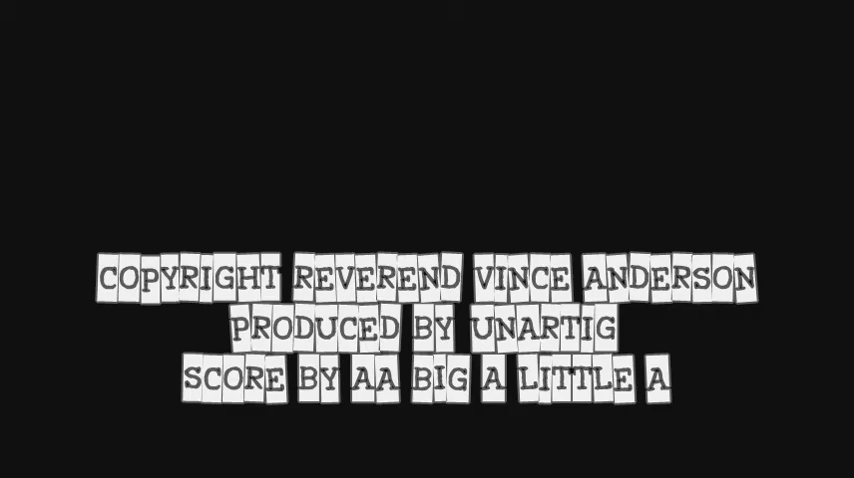 COPYRIGHT REVEREND VINCE ANDERSON
PRODUCED BY UNARTIG
SCORE BY AA BIG A LITTLE A